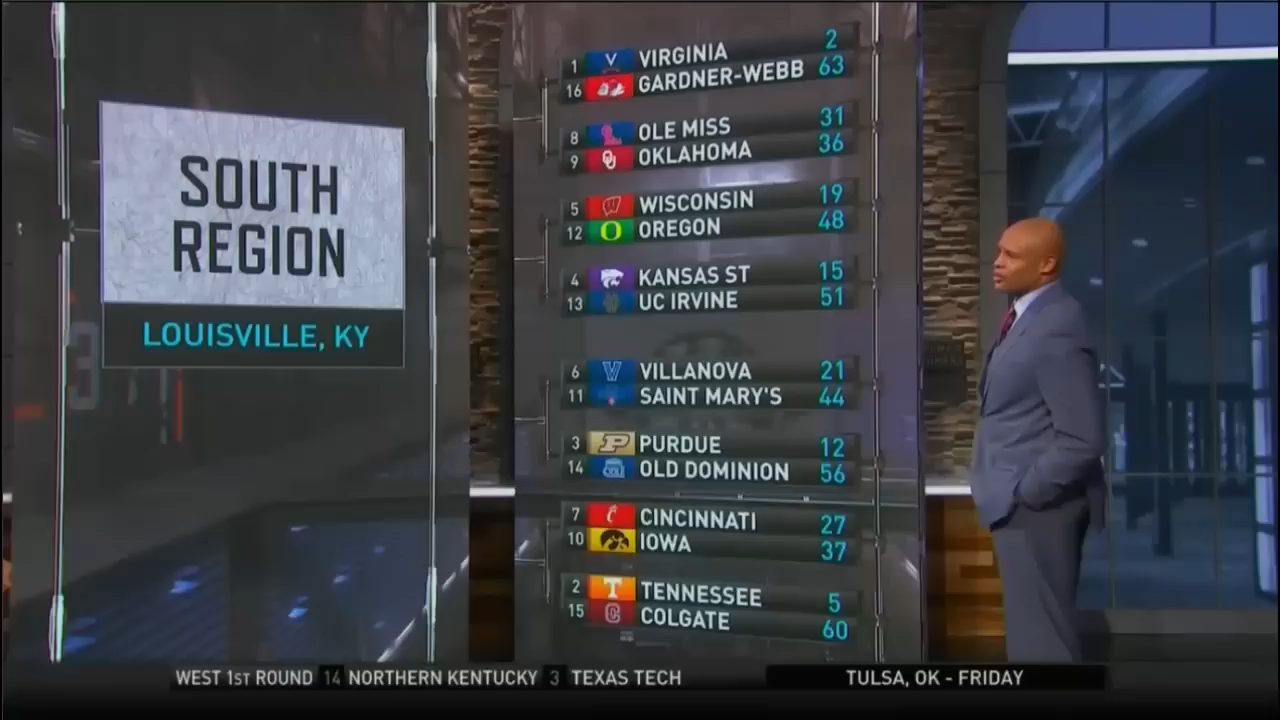 SOUTH
REGION
LOUISVILLE, KY
1 VIRGINIA 2
16 GARDNER-WEBB 63
8 OLE MISS 31
9 OKLAHOMA 36
5 WISCONSIN 19
12 OREGON 48
4 KANSAS ST 15
13 UC IRVINE 51
6 VILLANOVA 21
11 SAINT MARY'S 44
3 PURDUE 12
14 OLD DOMINION 56
7 CINCINNATI 27
10 IOWA 37
2 TENNESSEE 5
15 COLGATE 60
WEST 1ST ROUND 14 NORTHERN KENTUCKY 3 TEXAS TECH
TULSA, OK - FRIDAY